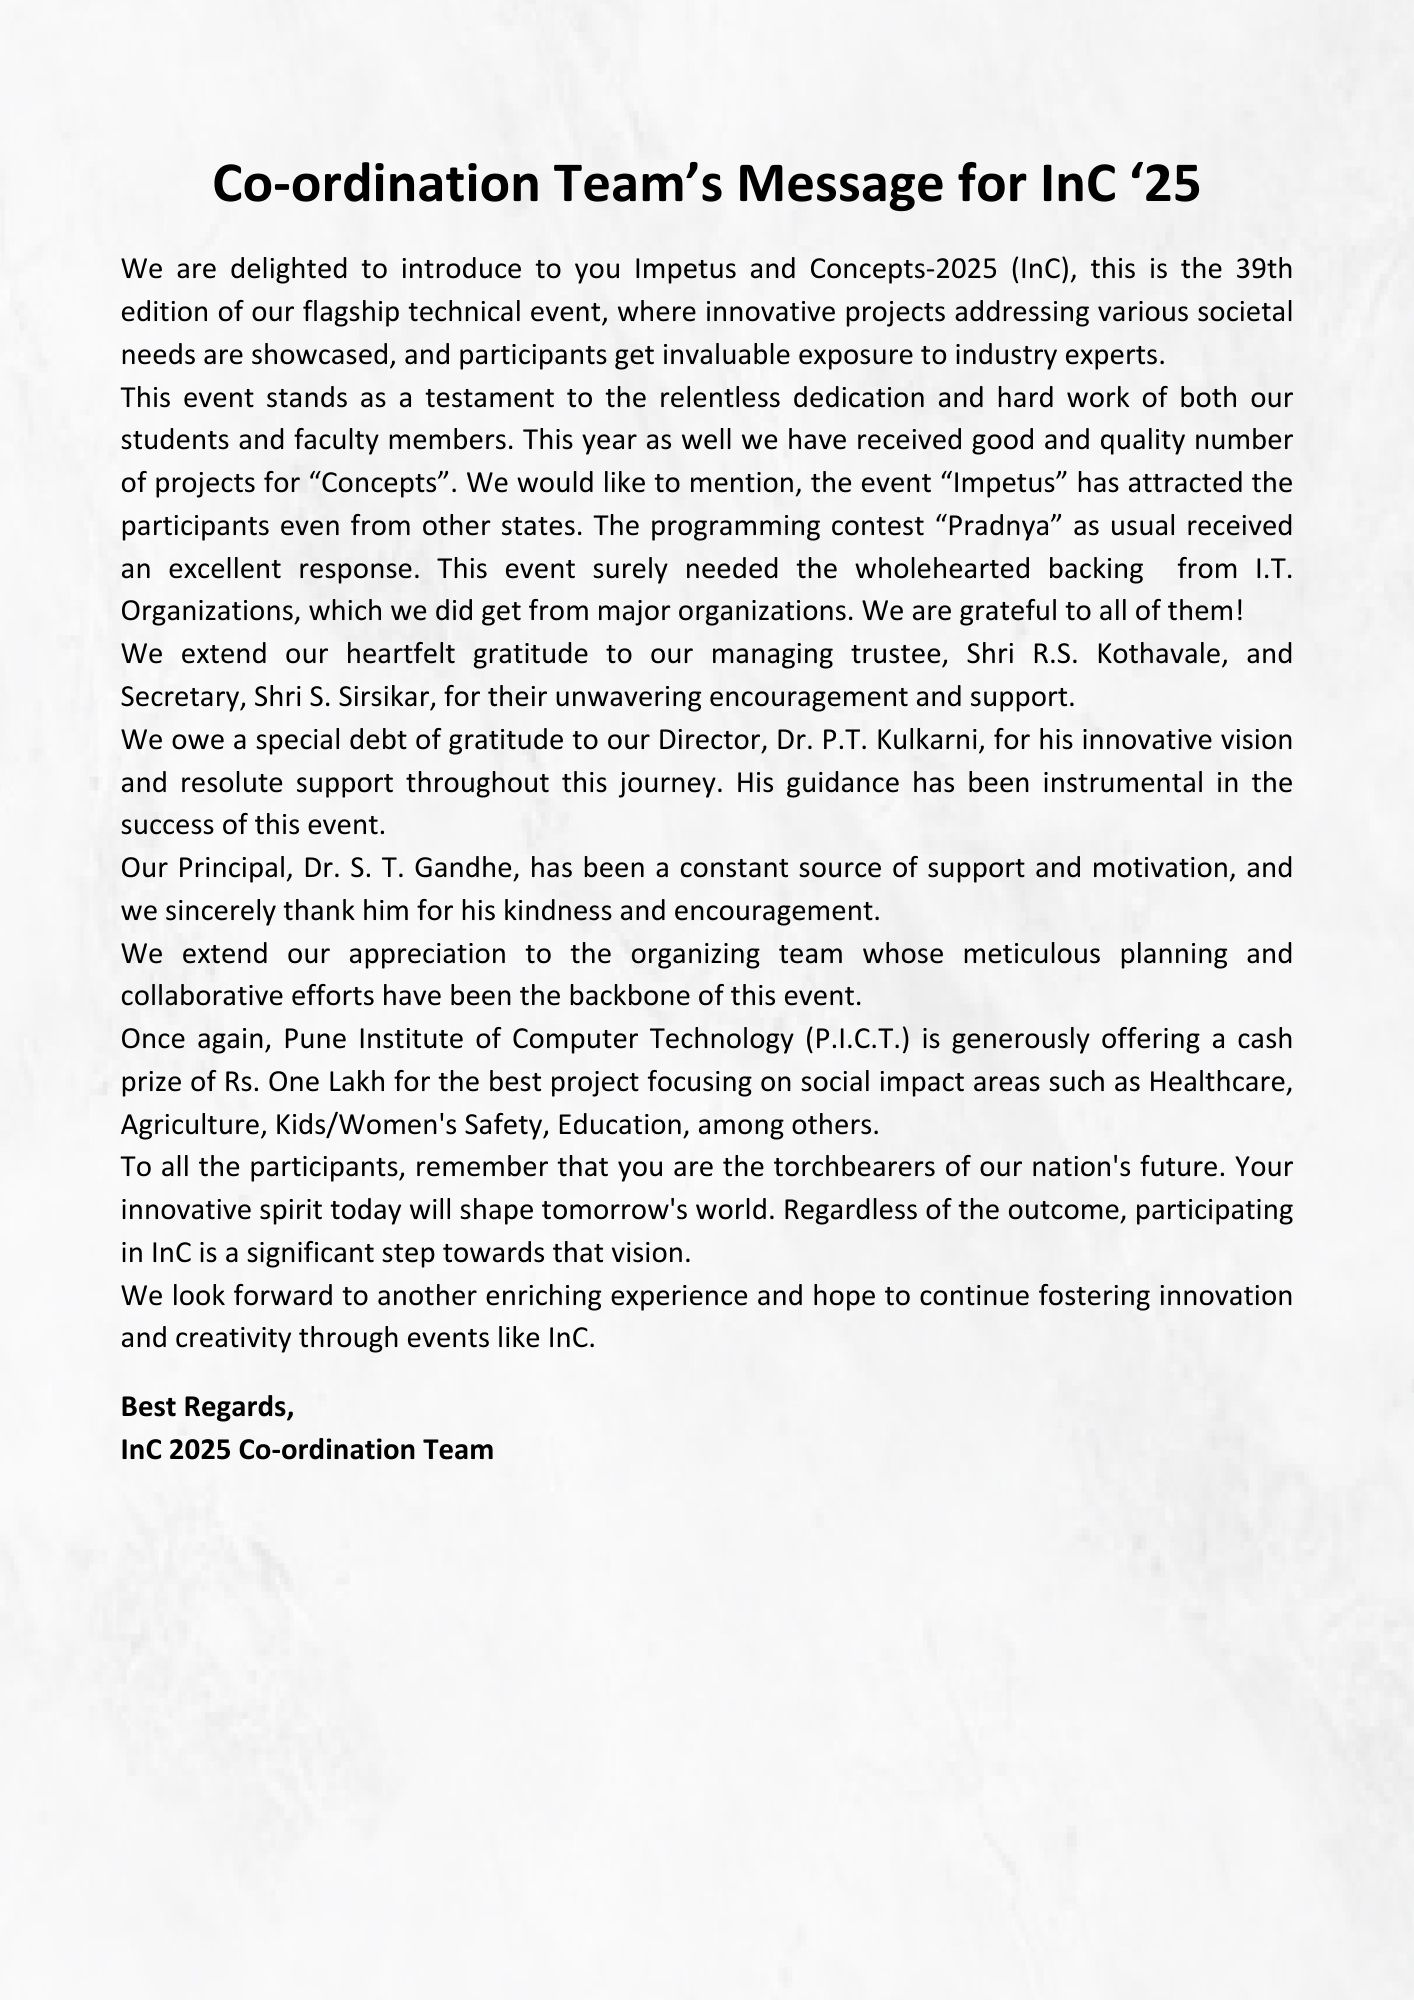 Co-ordination Team’s Message for InC ‘25
We are delighted to introduce to you Impetus and Concepts-2025 (InC), this is the 39th
edition of our flagship technical event, where innovative projects addressing various societal
needs are showcased, and participants get invaluable exposure to industry experts.
This event stands as a testament to the relentless dedication and hard work of both our
students and faculty members. This year as well we have received good and quality number
of projects for “Concepts”. We would like to mention, the event “Impetus” has attracted the
participants even from other states. The programming contest “Pradnya” as usual received
an excellent response. This event surely needed the wholehearted backing  from I.T.
Organizations, which we did get from major organizations. We are grateful to all of them!
We extend our heartfelt gratitude to our managing trustee, Shri R.S. Kothavale, and
Secretary, Shri S. Sirsikar, for their unwavering encouragement and support.
We owe a special debt of gratitude to our Director, Dr. P.T. Kulkarni, for his innovative vision
and resolute support throughout this journey. His guidance has been instrumental in the
success of this event.
Our Principal, Dr. S. T. Gandhe, has been a constant source of support and motivation, and
we sincerely thank him for his kindness and encouragement.
We extend our appreciation to the organizing team whose meticulous planning and
collaborative efforts have been the backbone of this event.
Once again, Pune Institute of Computer Technology (P.I.C.T.) is generously offering a cash
prize of Rs. One Lakh for the best project focusing on social impact areas such as Healthcare,
Agriculture, Kids/Women's Safety, Education, among others.
To all the participants, remember that you are the torchbearers of our nation's future. Your
innovative spirit today will shape tomorrow's world. Regardless of the outcome, participating
in InC is a significant step towards that vision.
We look forward to another enriching experience and hope to continue fostering innovation
and creativity through events like InC.
Best Regards,
InC 2025 Co-ordination Team